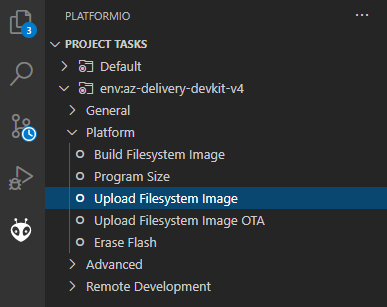 PLATFORMIO
3
PROJECT TASKS
Default
env:az-delivery-devkit-v4
General
Platform
Build Filesystem Image
Program Size
Upload Filesystem Image
Upload Filesystem Image OTA
Erase Flash
Advanced
Remote Development